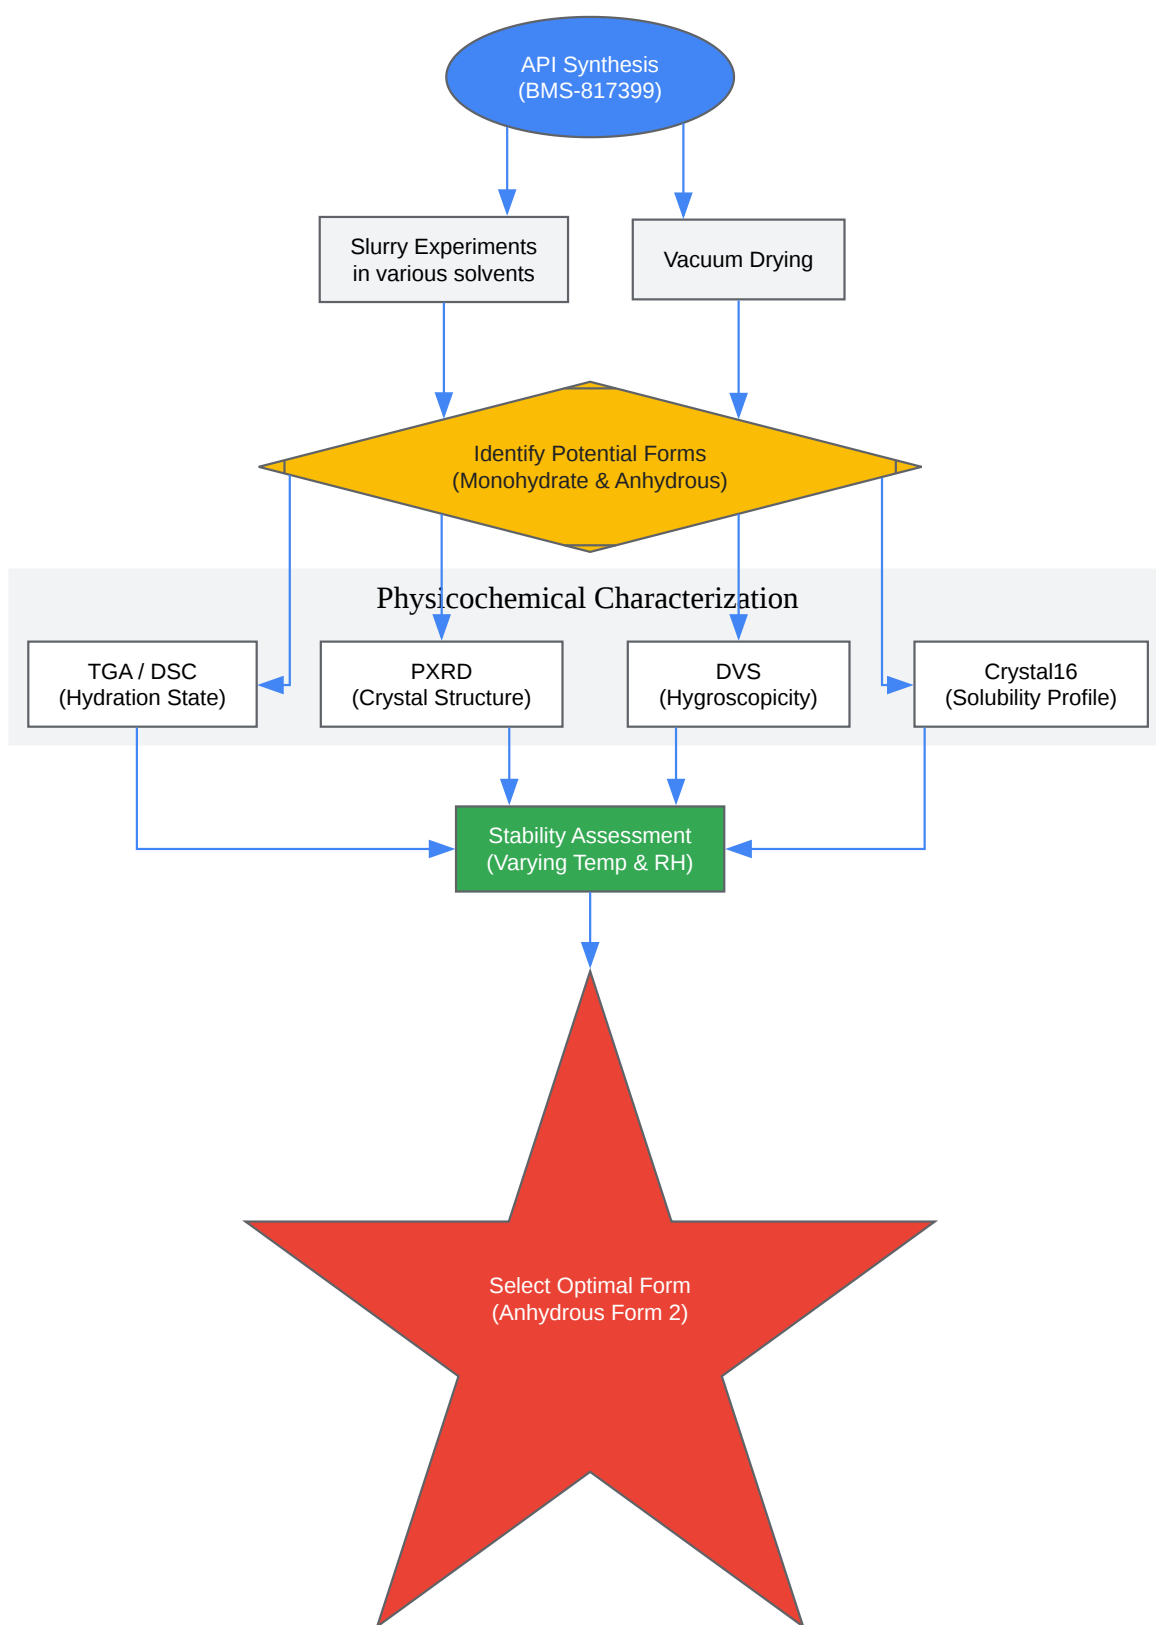 API Synthesis
(BMS-817399)
Slurry Experiments
in various solvents
Vacuum Drying
Identify Potential Forms
(Monohydrate & Anhydrous)
Physicochemical Characterization
TGA / DSC
(Hydration State)
PXRD
(Crystal Structure)
DVS
(Hygroscopicity)
Crystal16
(Solubility Profile)
Stability Assessment
(Varying Temp & RH)
Select Optimal Form
(Anhydrous Form 2)